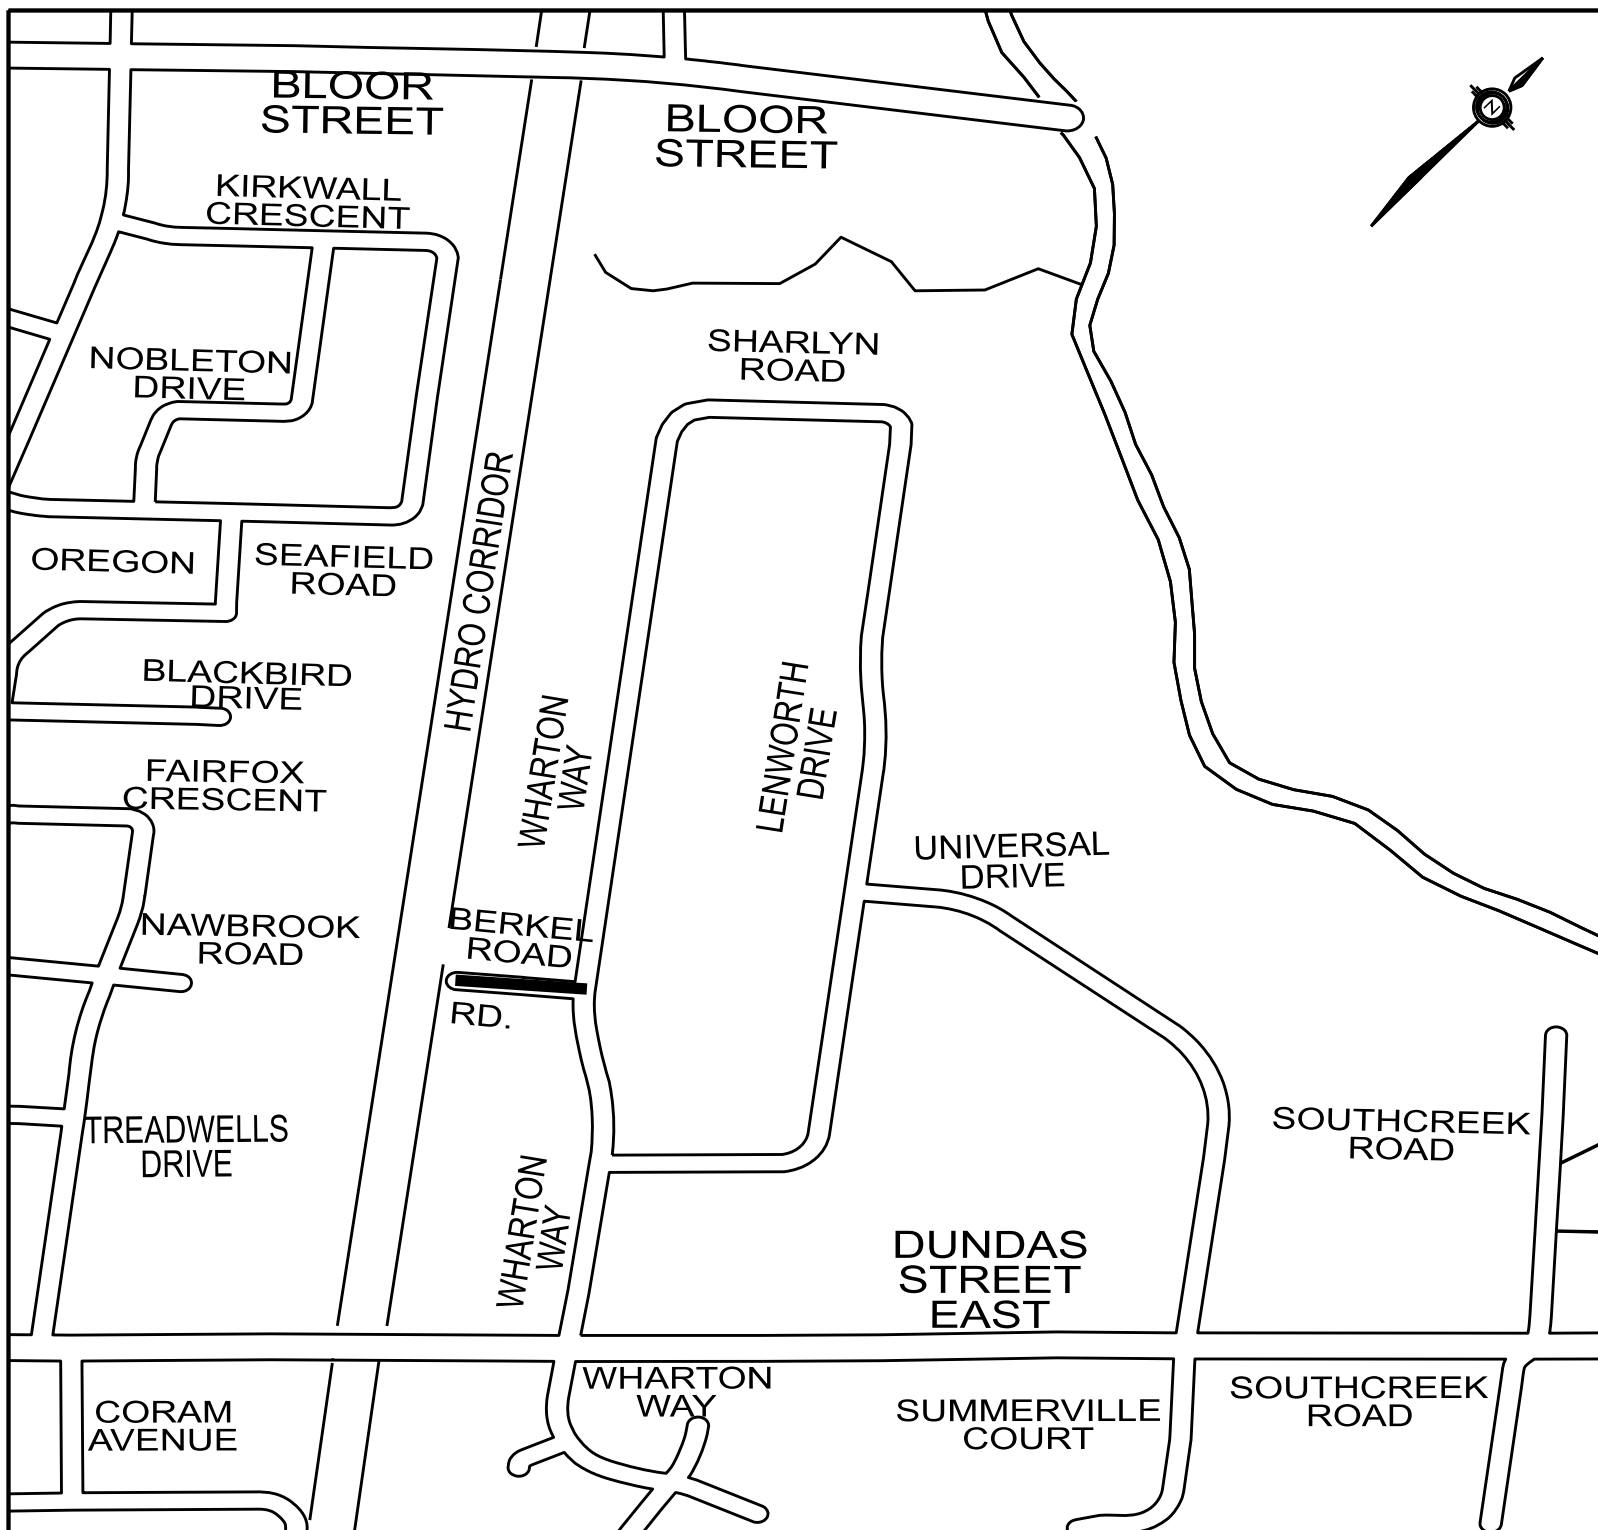 BLOOR
STREET
BLOOR
STREET
N
KIRKWALL
CRESCENT
SHARLYN
ROAD
NOBLETON
DRIVE
HYDRO CORRIDOR
OREGON
SEAFIELD
ROAD
BLACKBIRD
DRIVE
WHARTON
WAY
LENWORTH
DRIVE
FAIRFOX
CRESCENT
UNIVERSAL
DRIVE
NAWBROOK
ROAD
BERKEL
ROAD
RD.
TREADWELLS
DRIVE
SOUTHCREEK
ROAD
WHARTON
WAY
DUNDAS
STREET
EAST
WHARTON
WAY
CORAM
AVENUE
SUMMERVILLE
COURT
SOUTHCREEK
ROAD